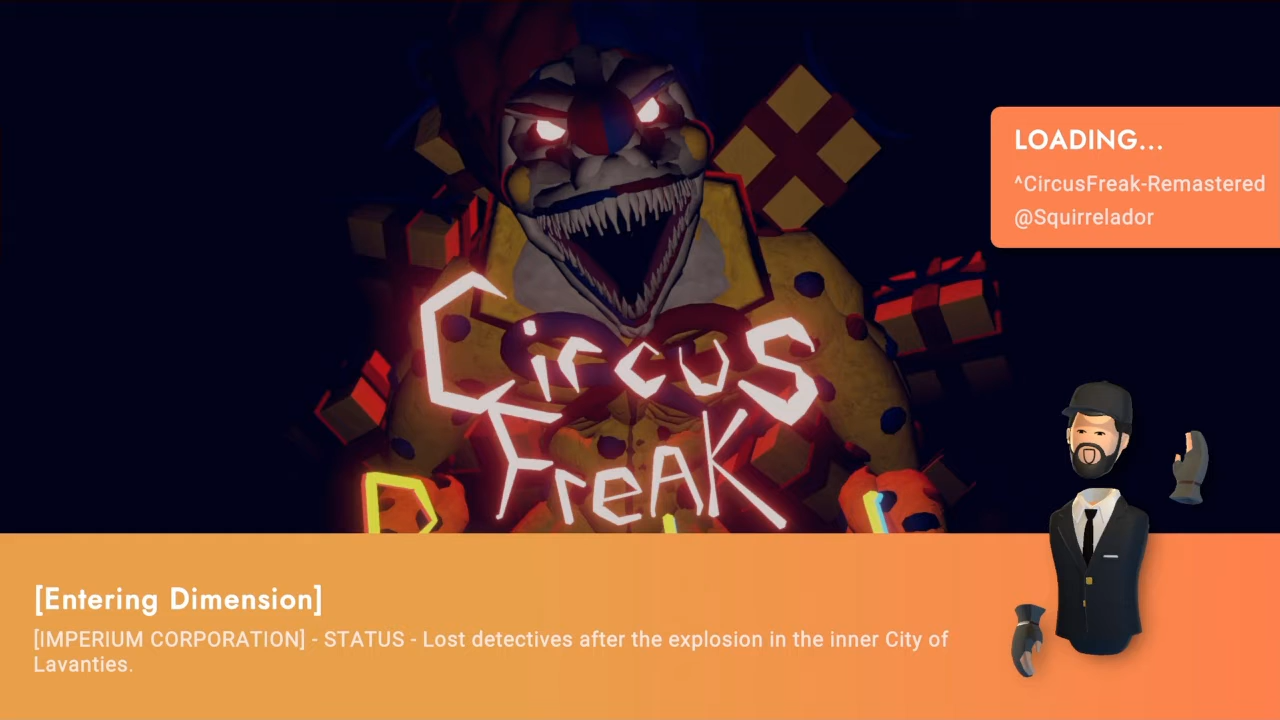 LOADING...
^CircusFreak-Remastered
@Squirrelador
Circus
Freak
[Entering Dimension]
[IMPERIUM CORPORATION] - STATUS - Lost detectives after the explosion in the inner City of
Lavanties.